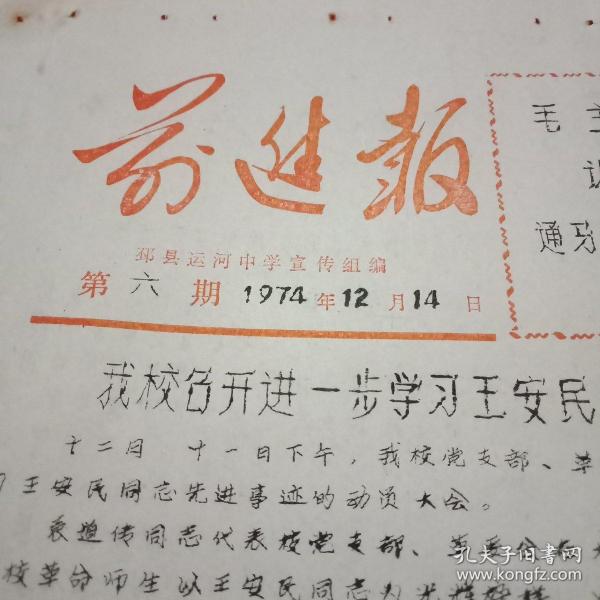 前进报
邳县运河中学宣传组编
第六期 1974年12月14日
毛主
通
我校召开进一步学习王安民
十二月 十一日下午，我校党支部、革
王安民同志先进事迹的动员大会。
袁迎传同志代表校党支部、革委会
校革命师生以王安民同志为光辉榜样
孔夫子旧书网
www.kongfz.com